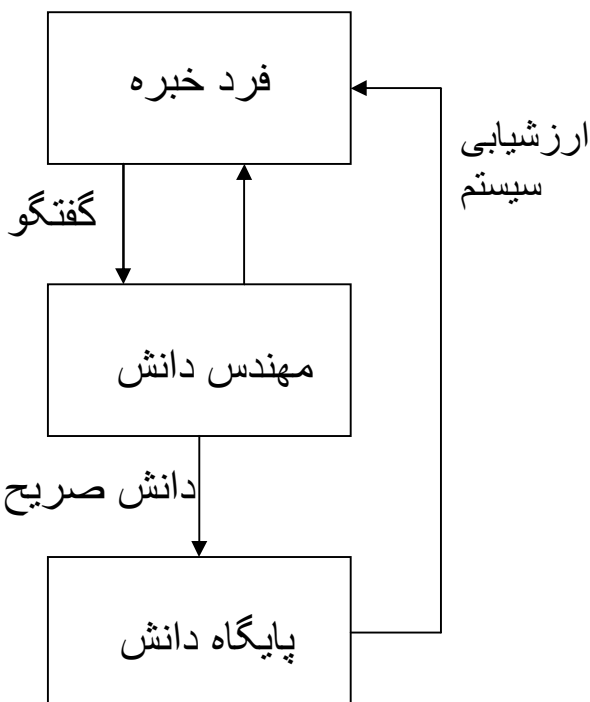 فرد خبره
ارزشیابی
سیستم
گفتگو
مهندس دانش
دانش صریح
پایگاه دانش